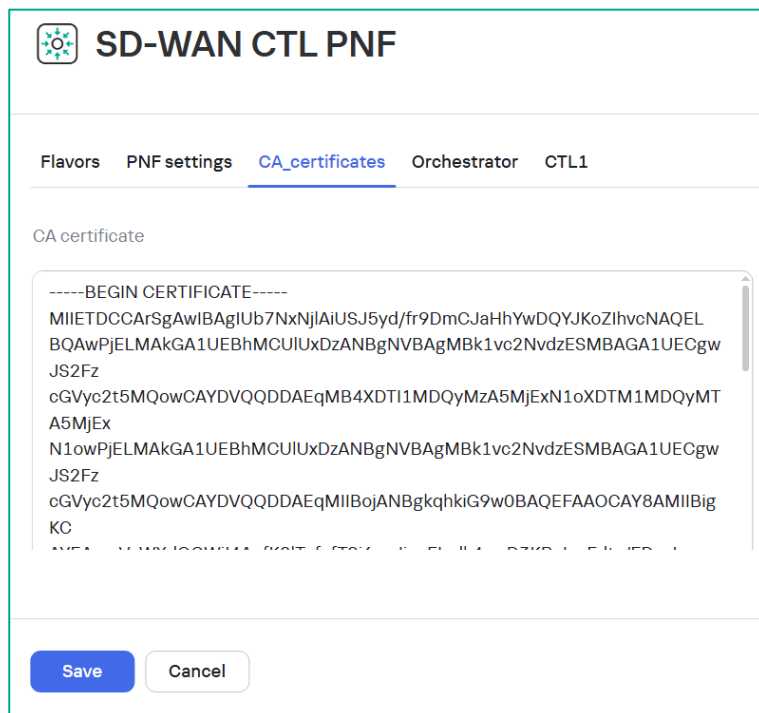 SD-WAN CTL PNF
Flavors PNF settings CA_certificates Orchestrator CTL1
CA certificate
-----BEGIN CERTIFICATE-----
MIIETDCCArSgAwIBAgIUb7NxNjlAiUSJ5yd/fr9DmCJaHhYwDQYJKoZIhvcNAQEL
BQAwPjELMAkGA1UEBhMCUlUxDzANBgNVBAgMBk1vc2NvdzESMBAGA1UECgw
JS2Fz
cGVyc2t5MQowCAYDVQQDDAEqMB4XDTI1MDQyMzA5MjExN1oXDTM1MDQyMT
A5MjEx
N1owPjELMAkGA1UEBhMCUlUxDzANBgNVBAgMBk1vc2NvdzESMBAGA1UECgw
JS2Fz
cGVyc2t5MQowCAYDVQQDDAEqMIIBojANBgkqhkiG9w0BAQEFAAOCAY8AMIIBig
KC
Save Cancel